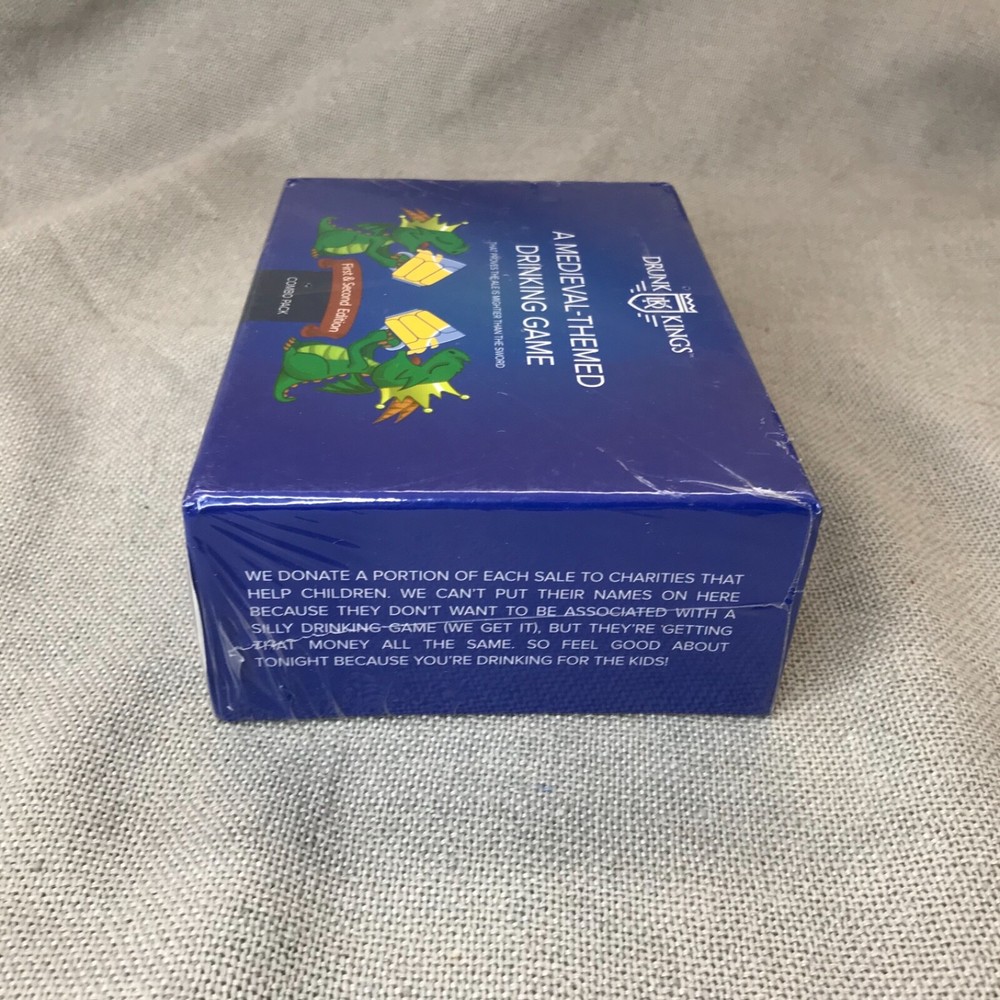 DRUNK KINGS™
DK
A MEDIEVAL-THEMED
DRINKING GAME
THAT PROVES THE ALE IS MIGHTIER THAN THE SWORD
First & Second Edition
COMBO PACK
WE DONATE A PORTION OF EACH SALE TO CHARITIES THAT
HELP CHILDREN. WE CAN'T PUT THEIR NAMES ON HERE
BECAUSE THEY DON'T WANT TO BE ASSOCIATED WITH A
SILLY DRINKING GAME (WE GET IT), BUT THEY'RE GETTING
THAT MONEY ALL THE SAME. SO FEEL GOOD ABOUT
TONIGHT BECAUSE YOU'RE DRINKING FOR THE KIDS!